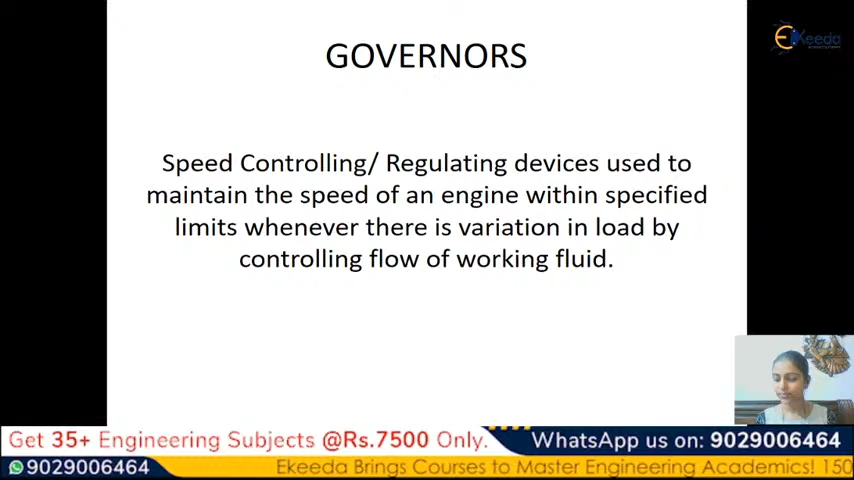 GOVERNORS
Ekeeda
Speed Controlling/ Regulating devices used to
maintain the speed of an engine within specified
limits whenever there is variation in load by
controlling flow of working fluid.
Get 35+ Engineering Subjects @Rs.7500 Only.
WhatsApp us on: 9029006464
9029006464
Ekeeda Brings Courses to Master Engineering Academics! 150